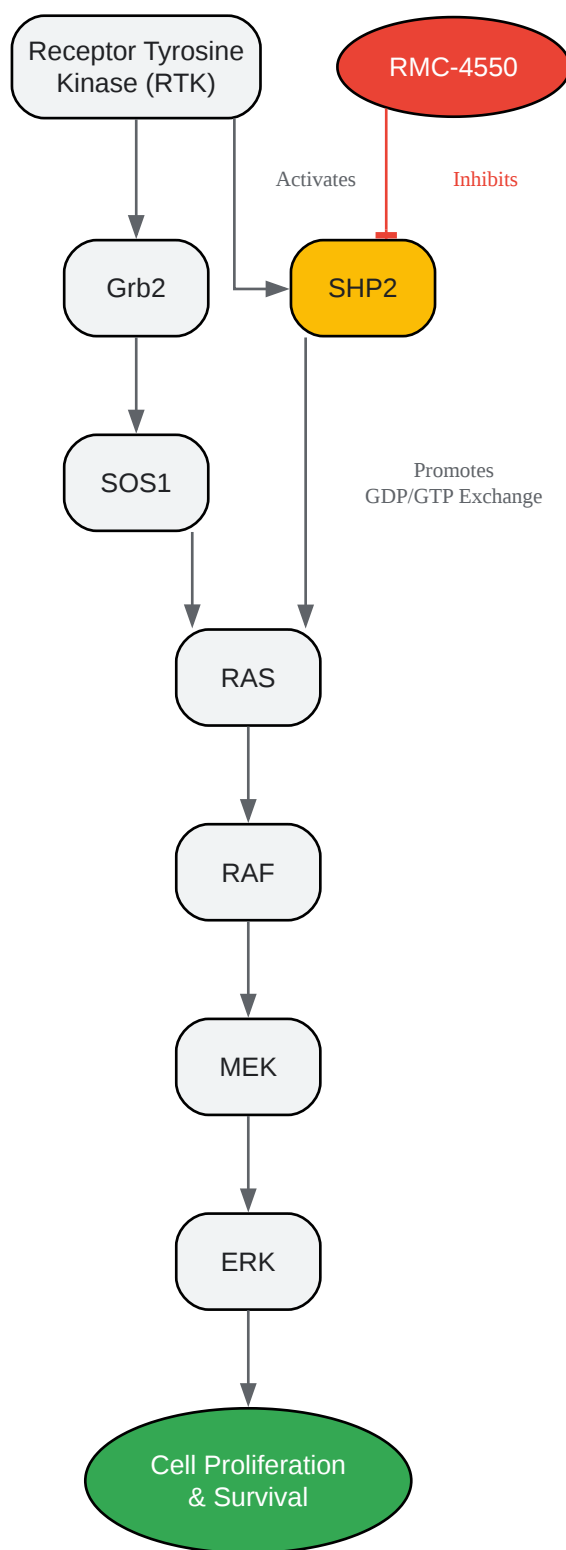 Receptor Tyrosine
Kinase (RTK)
RMC-4550
Activates
Inhibits
Grb2
SHP2
SOS1
Promotes
GDP/GTP Exchange
RAS
RAF
MEK
ERK
Cell Proliferation
& Survival